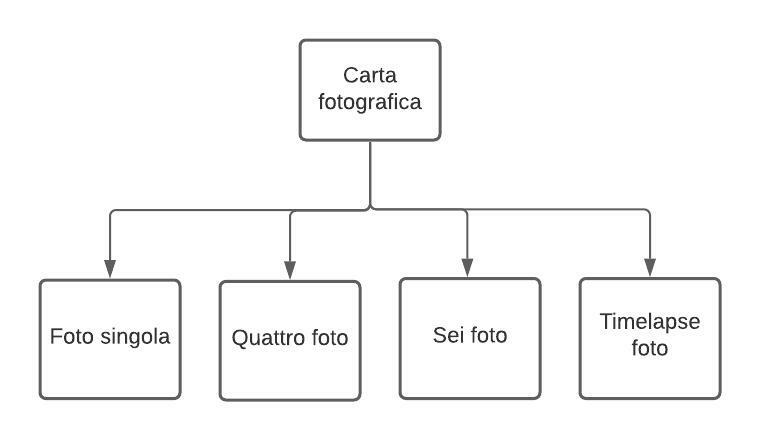 Carta
fotografica
Foto singola
Quattro foto
Sei foto
Timelapse
foto